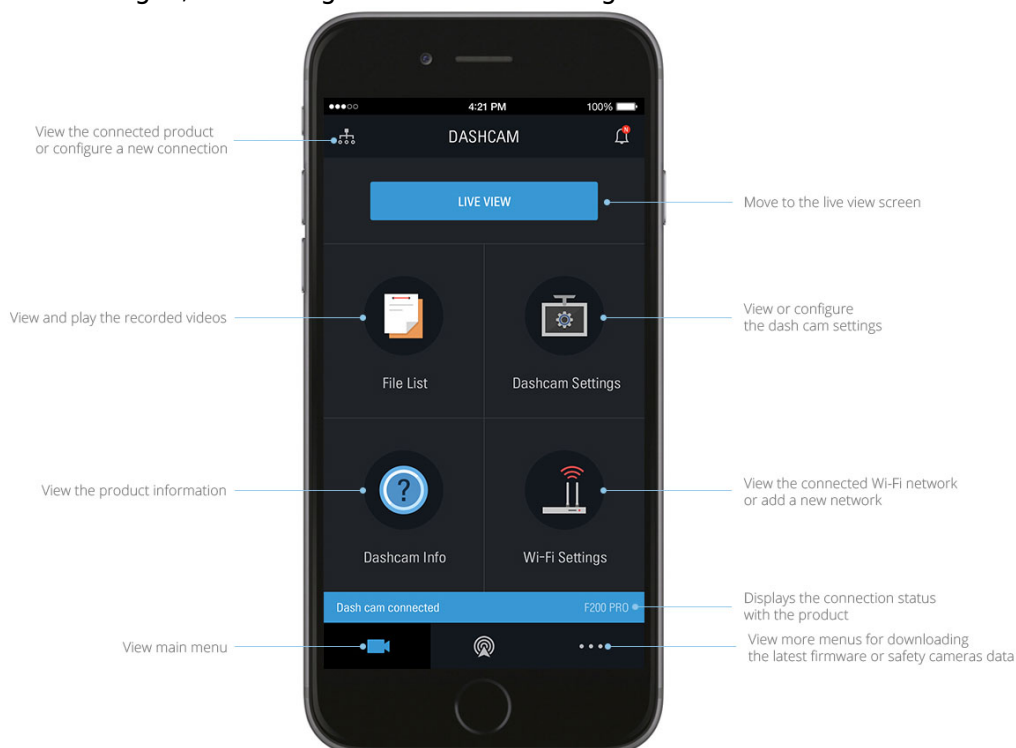 4:21 PM
100%
View the connected product
or configure a new connection
DASHCAM
N
LIVE VIEW
Move to the live view screen
View and play the recorded videos
File List
Dashcam Settings
View or configure
the dash cam settings
View the product information
?
Dashcam Info
Wi-Fi Settings
View the connected Wi-Fi network
or add a new network
Dash cam connected
F200 PRO
Displays the connection status
with the product
View main menu
View more menus for downloading
the latest firmware or safety cameras data